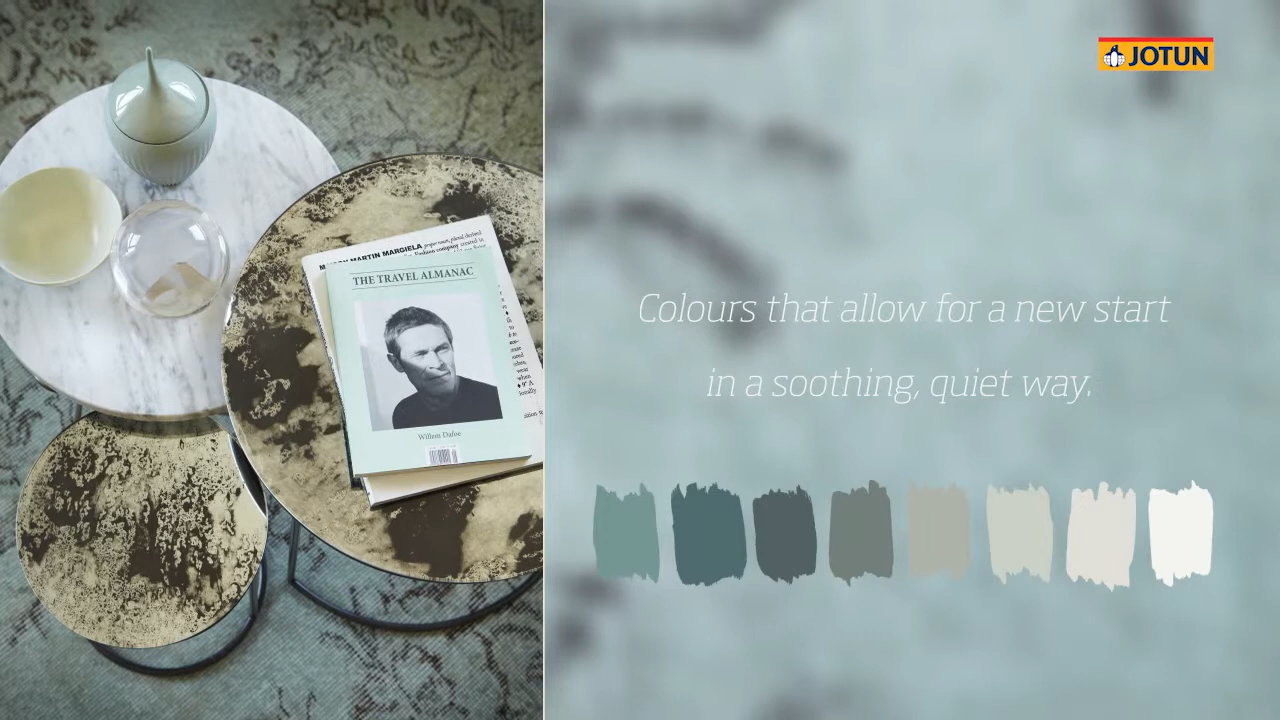 MARTIN MARGIELA
THE TRAVEL ALMANAC
Willem Dafoe
JOTUN
Colours that allow for a new start
in a soothing, quiet way.